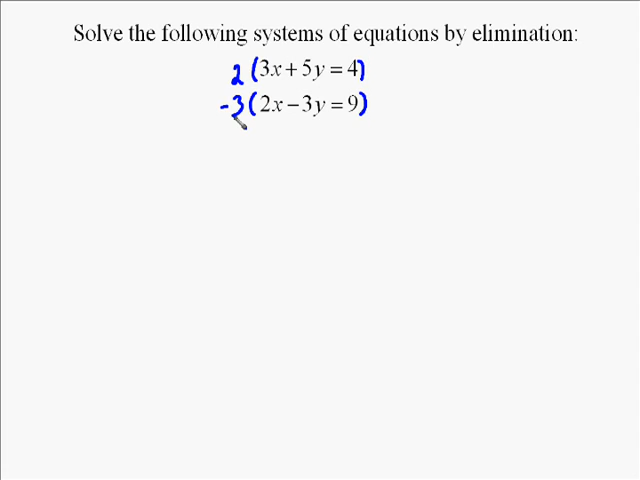 Solve the following systems of equations by elimination:
2(3x+5y=4)
-3(2x−3y=9)